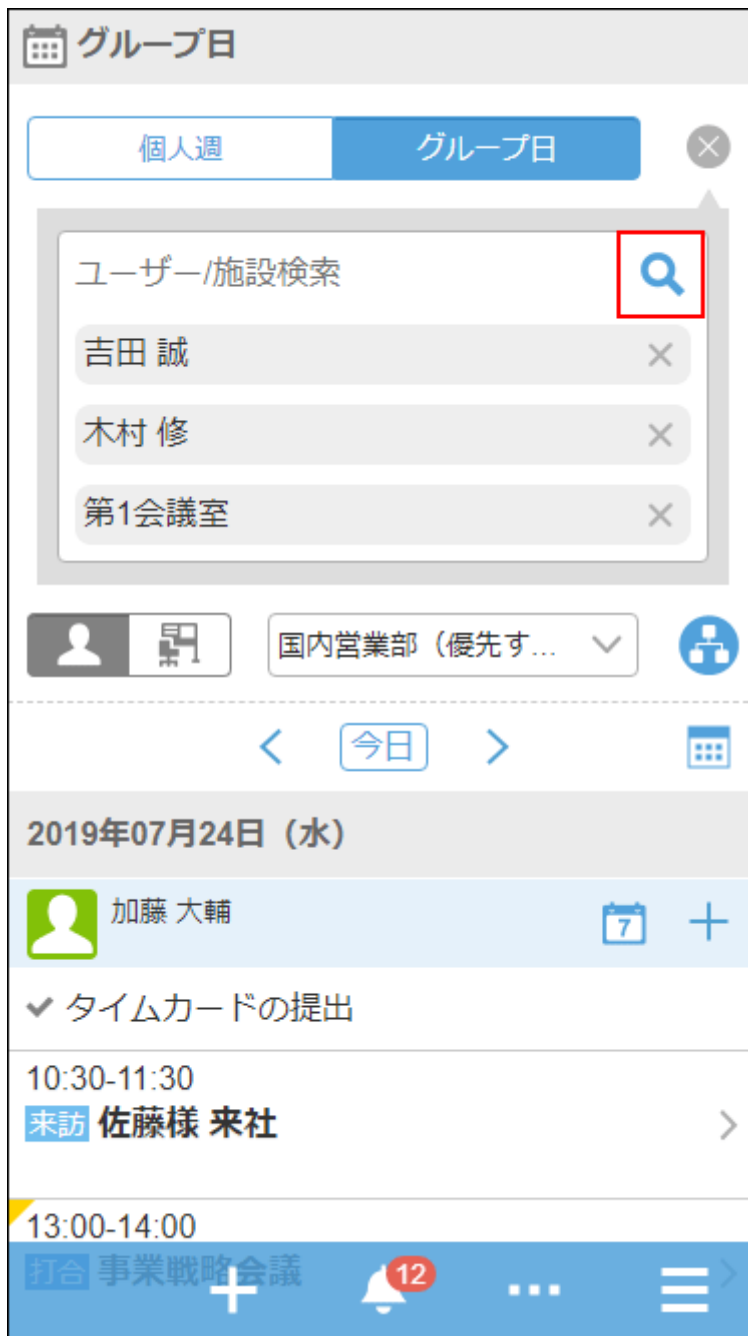 グループ日
個人週 グループ日
ユーザー/施設検索
吉田 誠
木村 修
第1会議室
国内営業部（優先す...
今日
2019年07月24日（水）
加藤 大輔
7
タイムカードの提出
10:30-11:30
来訪 佐藤様 来社
13:00-14:00
打合 事業戦略会議
12